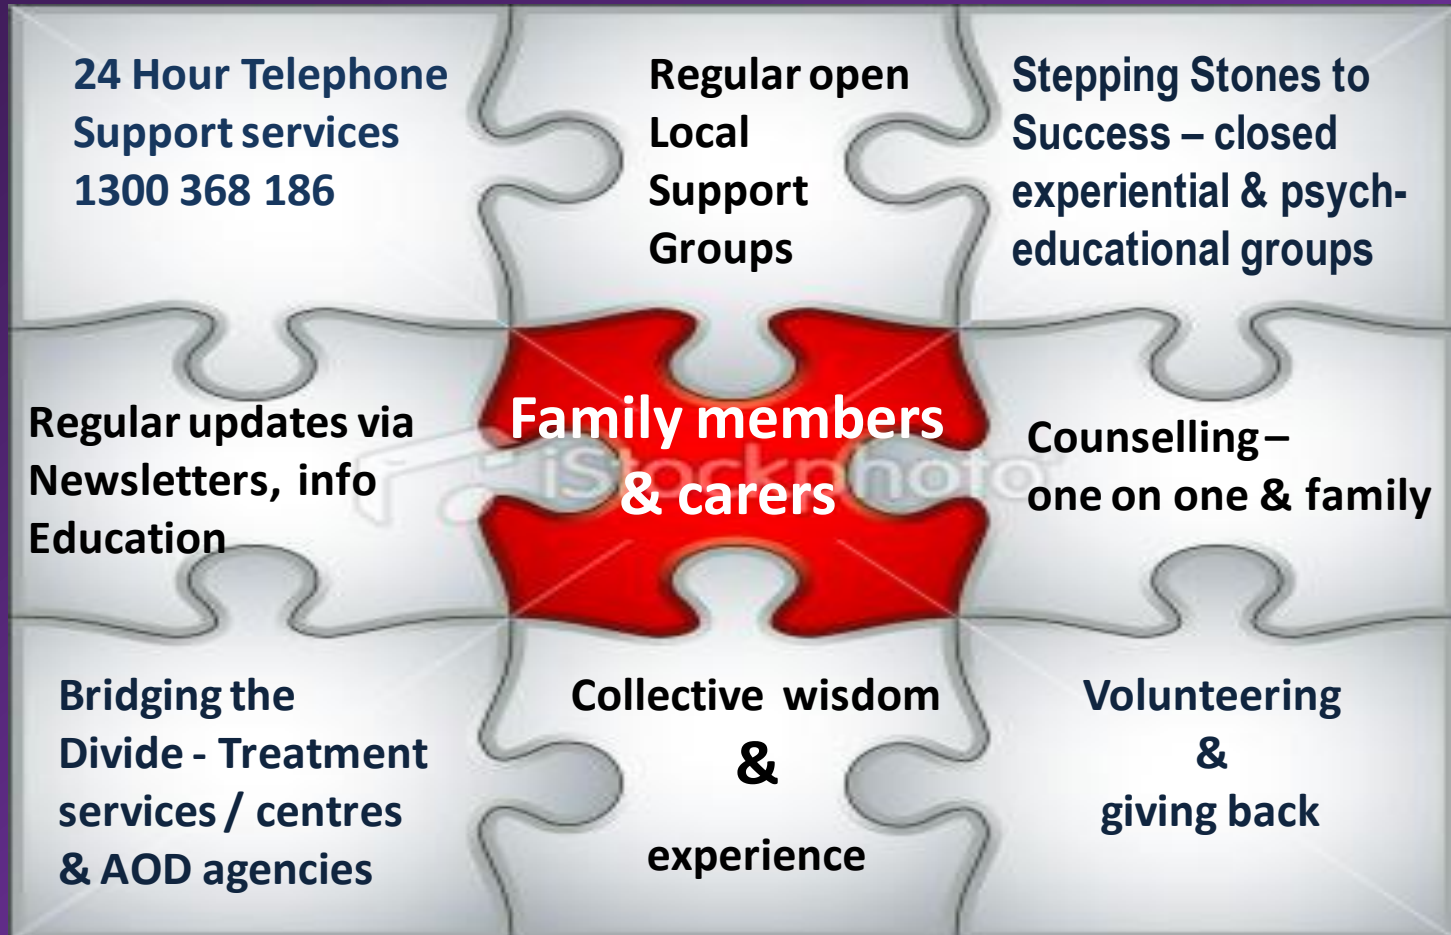 24 Hour Telephone
Support services
1300 368 186
Regular open
Local
Support
Groups
Stepping Stones to
Success – closed
experiential & psych-
educational groups
Regular updates via
Newsletters, info
Education
Family members
& carers
iStockphoto
Counselling –
one on one & family
Bridging the
Divide - Treatment
services / centres
& AOD agencies
Collective wisdom
&
experience
Volunteering
&
giving back